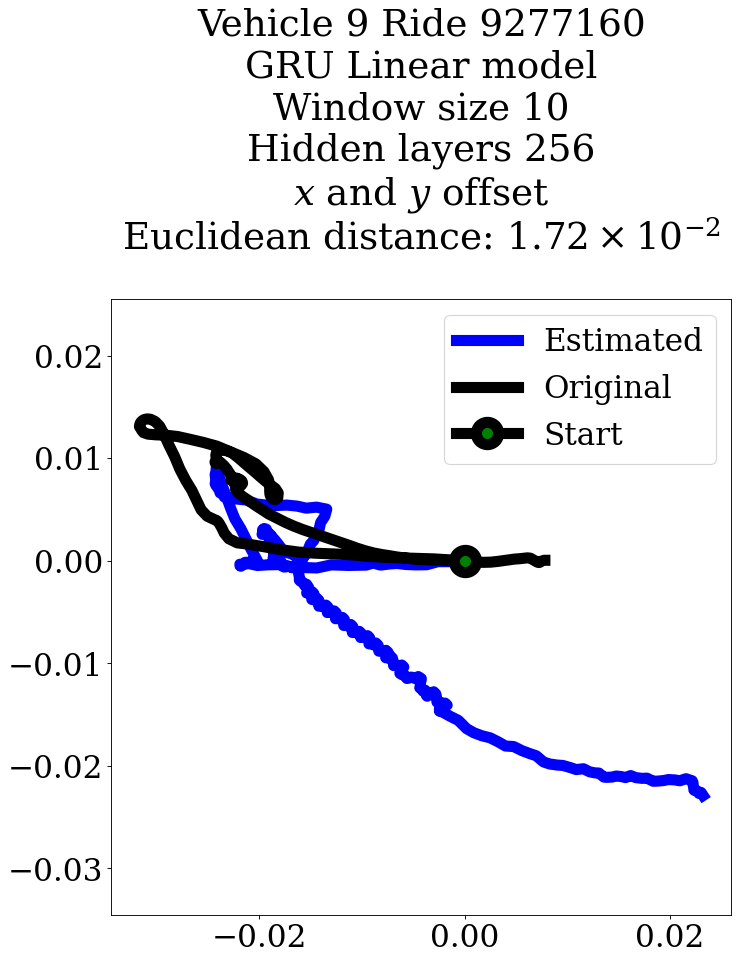 Vehicle 9 Ride 9277160
GRU Linear model
Window size 10
Hidden layers 256
x and y offset
Euclidean distance: 1.72 × 10⁻²
Estimated
Original
Start
0.02
0.01
0.00
−0.01
−0.02
−0.03
−0.02 0.00 0.02